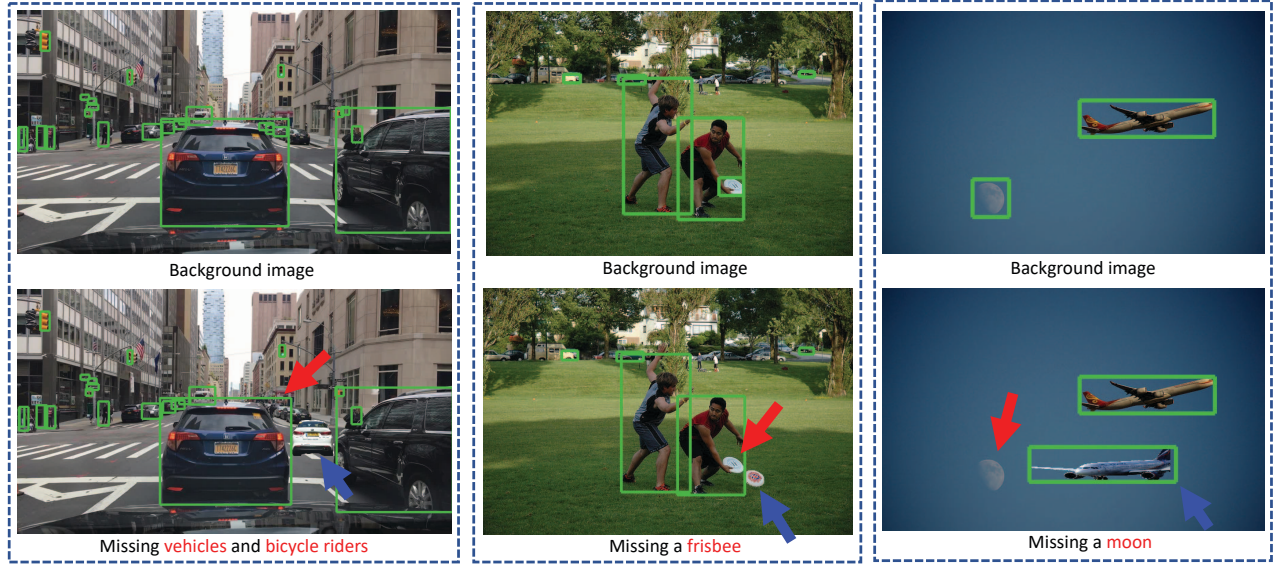 Background image
Background image
Background image
Missing vehicles and bicycle riders
Missing a frisbee
Missing a moon